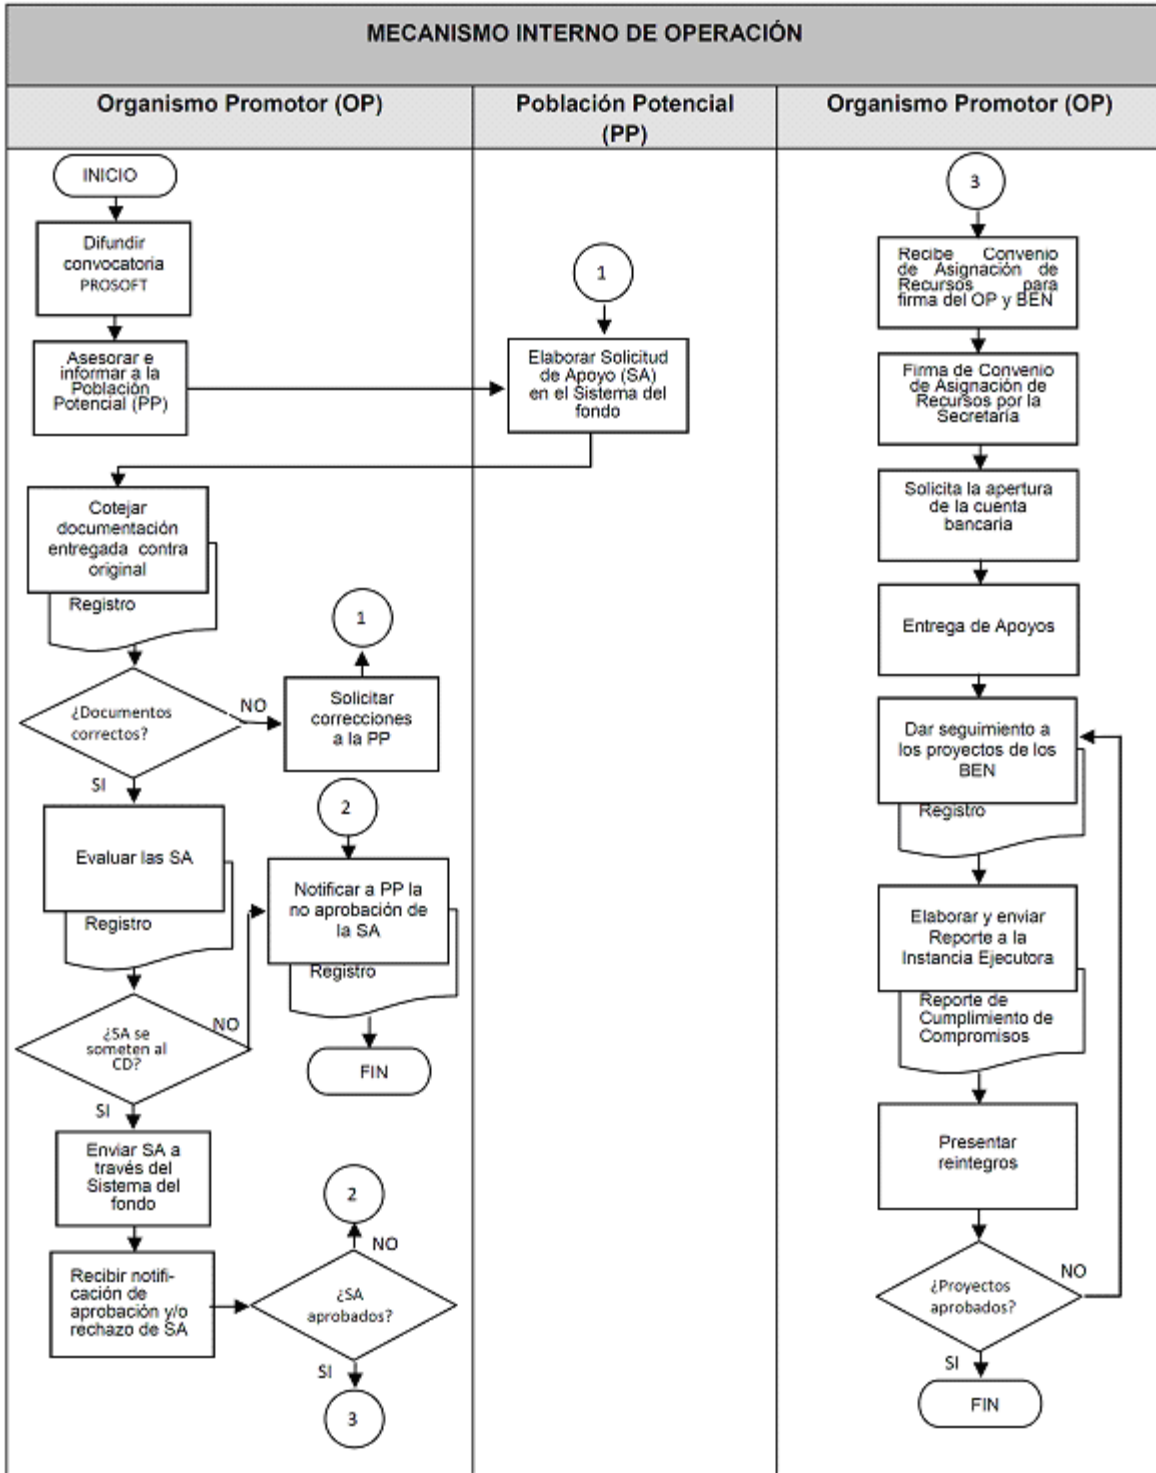 MECANISMO INTERNO DE OPERACIÓN
Organismo Promotor (OP)
Población Potencial
(PP)
Organismo Promotor (OP)
INICIO
Difundir
convocatoria
PROSOFT
Asesorar e
informar a la
Población
Potencial (PP)
1
Elaborar Solicitud
de Apoyo (SA)
en el Sistema del
fondo
Cotejar
documentación
entregada contra
original
Registro
¿Documentos
correctos?
NO
SI
1
Solicitar
correcciones
a la PP
Evaluar las SA
Registro
2
Notificar a PP la
no aprobación de
la SA
Registro
FIN
¿SA se
someten al
CD?
NO
SI
Enviar SA a
través del
Sistema del
fondo
Recibir notifi-
cación de
aprobación y/o
rechazo de SA
2
NO
¿SA
aprobados?
SI
3
3
Recibe Convenio
de Asignación de
Recursos para
firma del OP y BEN
Firma de Convenio
de Asignación de
Recursos por la
Secretaría
Solicita la apertura
de la cuenta
bancaria
Entrega de Apoyos
Dar seguimiento a
los proyectos de los
BEN
Registro
Elaborar y enviar
Reporte a la
Instancia Ejecutora
Reporte de
Cumplimiento de
Compromisos
Presentar
reintegros
¿Proyectos
aprobados?
NO
SI
FIN